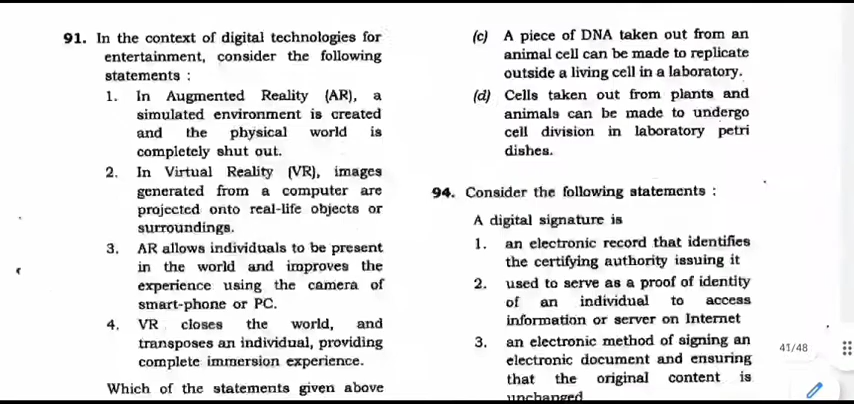 91. In the context of digital technologies for
entertainment, consider the following
statements :
1. In Augmented Reality (AR), a
simulated environment is created
and the physical world is
completely shut out.
2. In Virtual Reality (VR), images
generated from a computer are
projected onto real-life objects or
surroundings.
3. AR allows individuals to be present
in the world and improves the
experience using the camera of
smart-phone or PC.
4. VR closes the world, and
transposes an individual, providing
complete immersion experience.
Which of the statements given above
(c) A piece of DNA taken out from an
animal cell can be made to replicate
outside a living cell in a laboratory.
(d) Cells taken out from plants and
animals can be made to undergo
cell division in laboratory petri
dishes.
94. Consider the following statements :
A digital signature is
1. an electronic record that identifies
the certifying authority issuing it
2. used to serve as a proof of identity
of an individual to access
information or server on Internet
3. an electronic method of signing an
electronic document and ensuring
that the original content is
unchanged
41/48